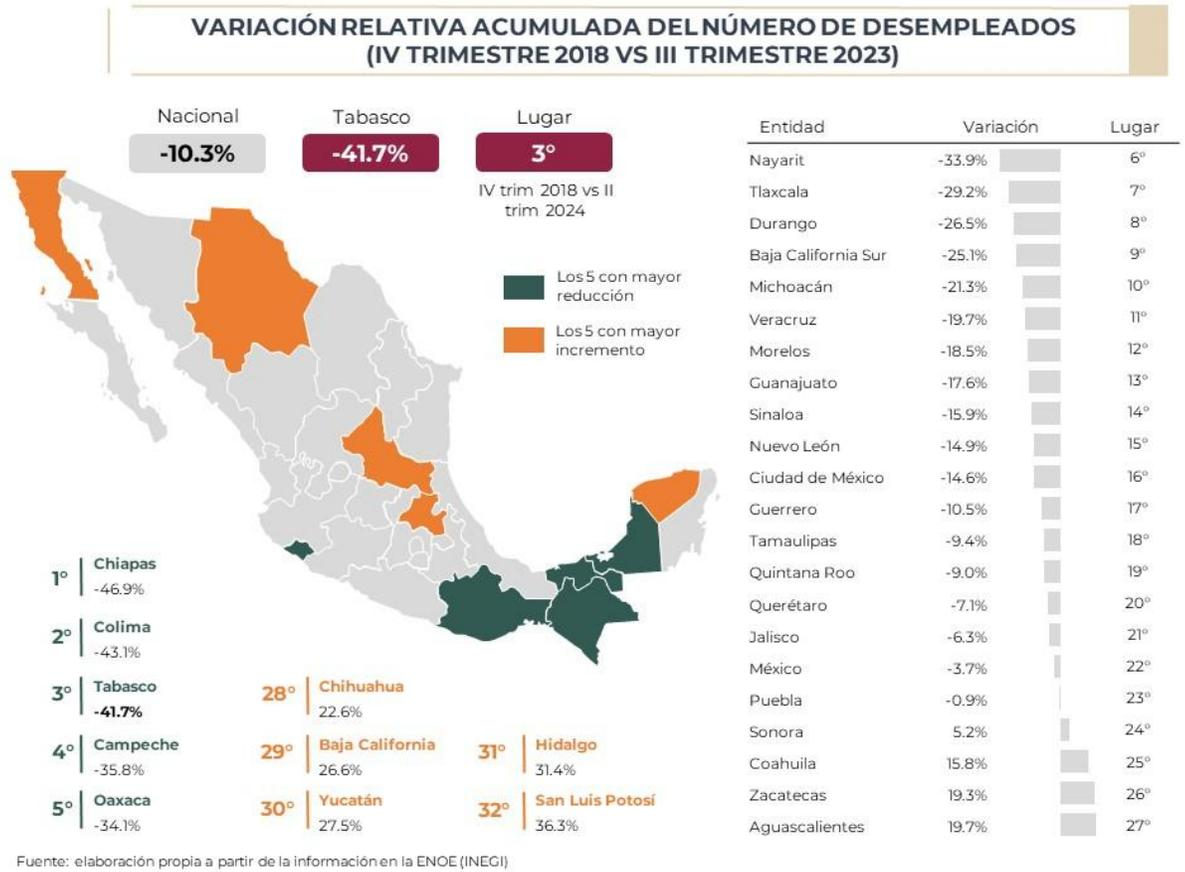 VARIACIÓN RELATIVA ACUMULADA DEL NÚMERO DE DESEMPLEADOS
(IV TRIMESTRE 2018 VS III TRIMESTRE 2023)
Nacional
-10.3%
Tabasco
-41.7%
Lugar
3°
IV trim 2018 vs II
trim 2024
Los 5 con mayor
reducción
Los 5 con mayor
incremento
1°
Chiapas
-46.9%
2°
Colima
-43.1%
3°
Tabasco
-41.7%
4°
Campeche
-35.8%
5°
Oaxaca
-34.1%
28°
Chihuahua
22.6%
29°
Baja California
26.6%
30°
Yucatán
27.5%
31°
Hidalgo
31.4%
32°
San Luis Potosí
36.3%
Entidad Variación Lugar
Nayarit -33.9% 6°
Tlaxcala -29.2% 7°
Durango -26.5% 8°
Baja California Sur -25.1% 9°
Michoacán -21.3% 10°
Veracruz -19.7% 11°
Morelos -18.5% 12°
Guanajuato -17.6% 13°
Sinaloa -15.9% 14°
Nuevo León -14.9% 15°
Ciudad de México -14.6% 16°
Guerrero -10.5% 17°
Tamaulipas -9.4% 18°
Quintana Roo -9.0% 19°
Querétaro -7.1% 20°
Jalisco -6.3% 21°
México -3.7% 22°
Puebla -0.9% 23°
Sonora 5.2% 24°
Coahuila 15.8% 25°
Zacatecas 19.3% 26°
Aguascalientes 19.7% 27°
Fuente: elaboración propia a partir de la información en la ENOE (INEGI)